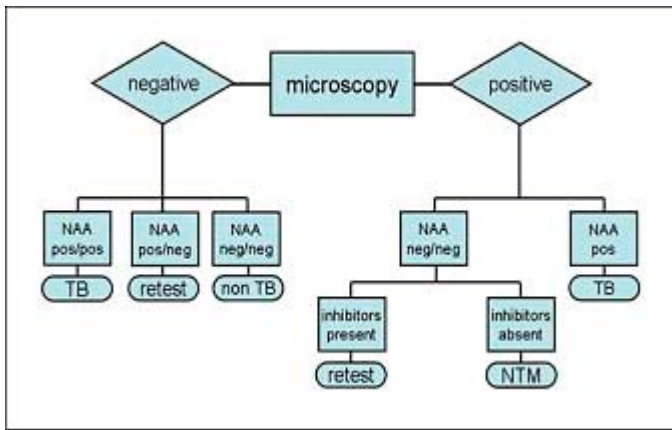 negative
microscopy
positive
NAA
pos/pos
NAA
pos/neg
NAA
neg/neg
NAA
neg/neg
NAA
pos
TB
retest
non TB
TB
inhibitors
present
inhibitors
absent
retest
NTM